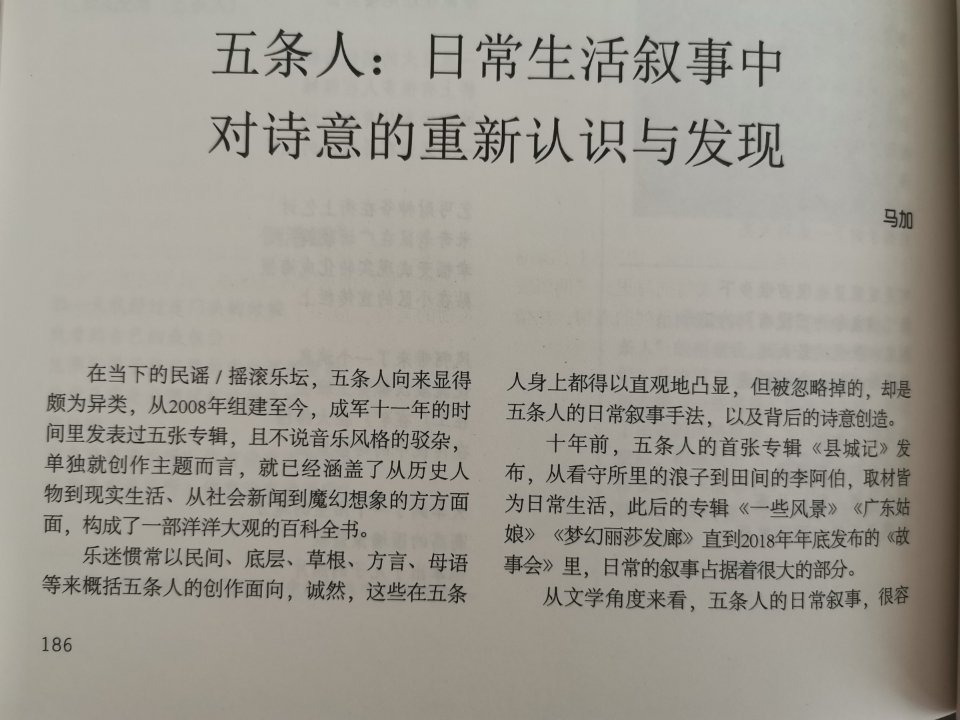 五条人：日常生活叙事中
对诗意的重新认识与发现
马加
在当下的民谣 / 摇滚乐坛，五条人向来显得
颇为异类，从2008年组建至今，成军十一年的时
间里发表过五张专辑，且不说音乐风格的驳杂，
单独就创作主题而言，就已经涵盖了从历史人
物到现实生活、从社会新闻到魔幻想象的方方面
面，构成了一部洋洋大观的百科全书。
乐迷惯常以民间、底层、草根、方言、母语
等来概括五条人的创作面向，诚然，这些在五条
人身上都得以直观地凸显，但被忽略掉的，却是
五条人的日常叙事手法，以及背后的诗意创造。
十年前，五条人的首张专辑《县城记》发
布，从看守所里的浪子到田间的李阿伯，取材皆
为日常生活，此后的专辑《一些风景》《广东姑
娘》《梦幻丽莎发廊》直到2018年年底发布的《故
事会》里，日常的叙事占据着很大的部分。
从文学角度来看，五条人的日常叙事，很容
186